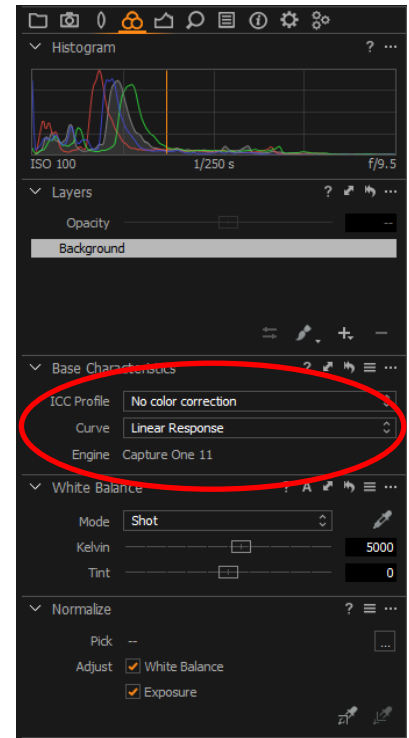 Histogram ? ...
ISO 100 1/250 s f/9.5
Layers ? ...
Opacity --
Background
Base Characteristics ? ...
ICC Profile No color correction
Curve Linear Response
Engine Capture One 11
White Balance ? A ...
Mode Shot
Kelvin 5000
Tint 0
Normalize ? ...
Pick -- ...
Adjust White Balance
Exposure